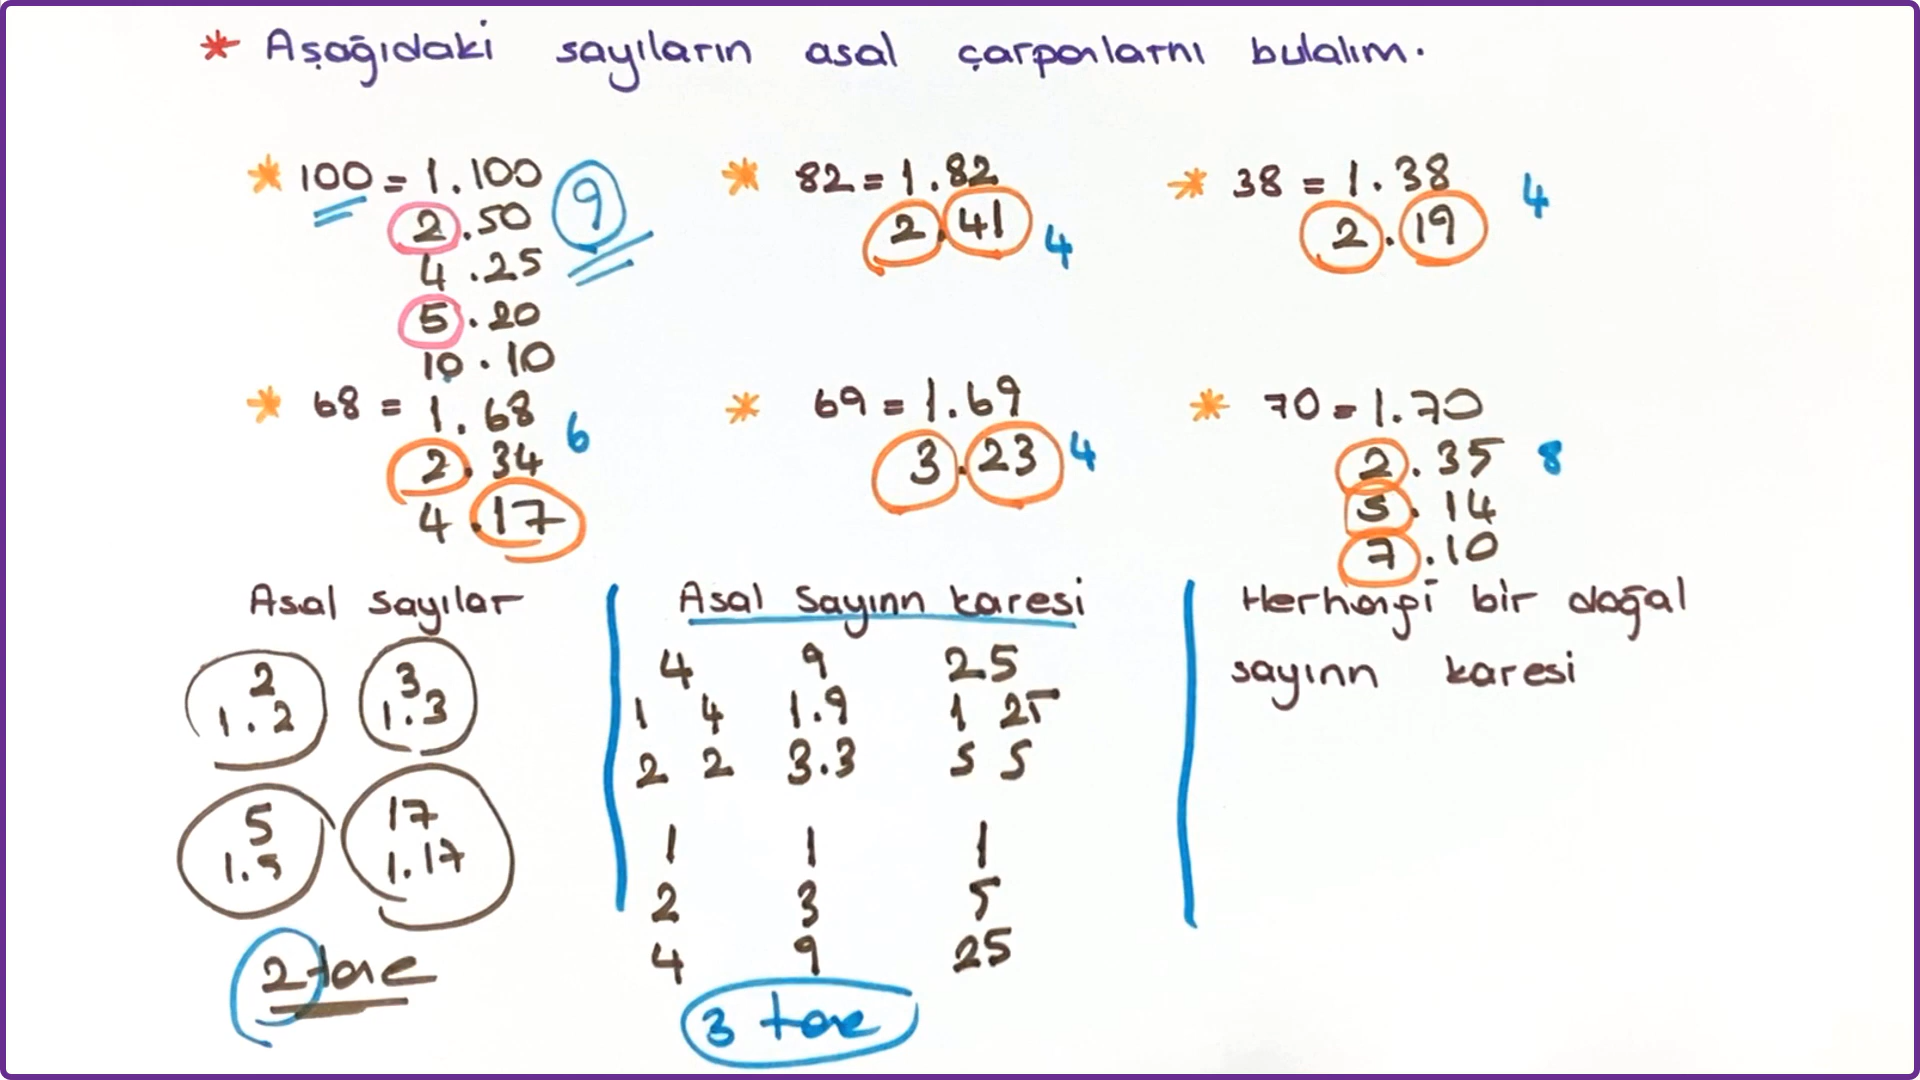 * Aşağıdaki sayıların asal çarpanlarnı bulalım.
* 100 = 1.100
2.50
4.25
5.20
10.10
9
* 82 = 1.82
2.41
4
* 38 = 1.38
2.19
4
* 68 = 1.68
2.34
4.17
6
* 69 = 1.69
3.23
4
* 70 = 1.70
2.35
5.14
7.10
8
Asal sayılar
2
1.2
3
1.3
5
1.5
17
1.17
2 tane
Asal Sayının karesi
4 9 25
1 4 1.9 1 25
2 2 3.3 5 5
1 1 1
2 3 5
4 9 25
3 tane
Herhangi bir doğal
sayının karesi